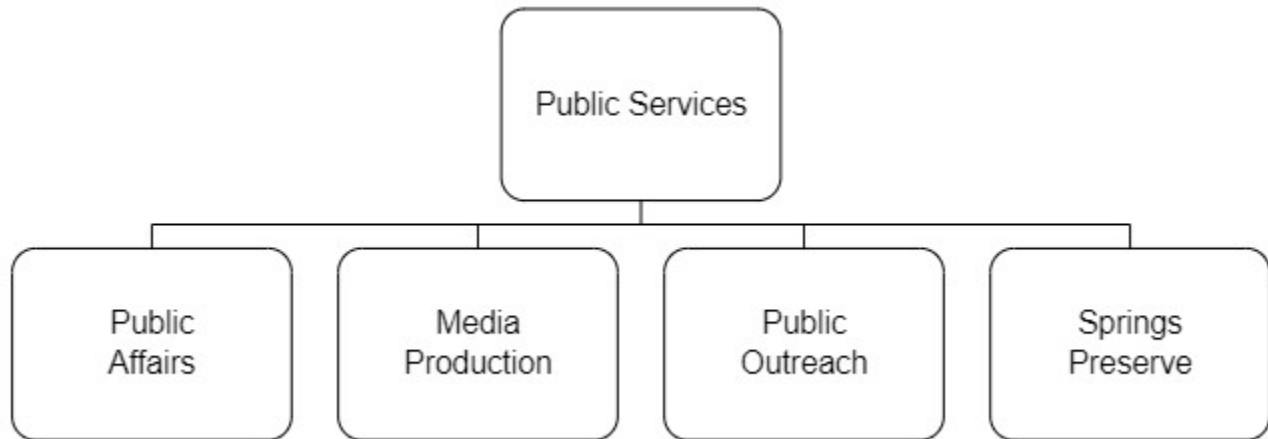 Public Services
Public
Affairs
Media
Production
Public
Outreach
Springs
Preserve